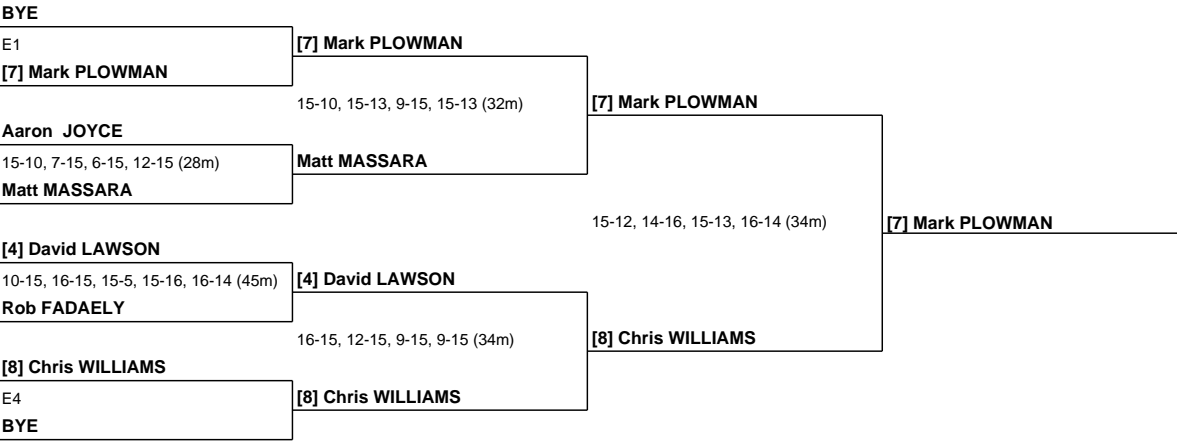 BYE
E1
[7] Mark PLOWMAN
[7] Mark PLOWMAN
15-10, 15-13, 9-15, 15-13 (32m)
[7] Mark PLOWMAN
Aaron  JOYCE
15-10, 7-15, 6-15, 12-15 (28m)
Matt MASSARA
Matt MASSARA
15-12, 14-16, 15-13, 16-14 (34m)
[7] Mark PLOWMAN
[4] David LAWSON
10-15, 16-15, 15-5, 15-16, 16-14 (45m)
[4] David LAWSON
Rob FADAELY
16-15, 12-15, 9-15, 9-15 (34m)
[8] Chris WILLIAMS
[8] Chris WILLIAMS
E4
[8] Chris WILLIAMS
BYE